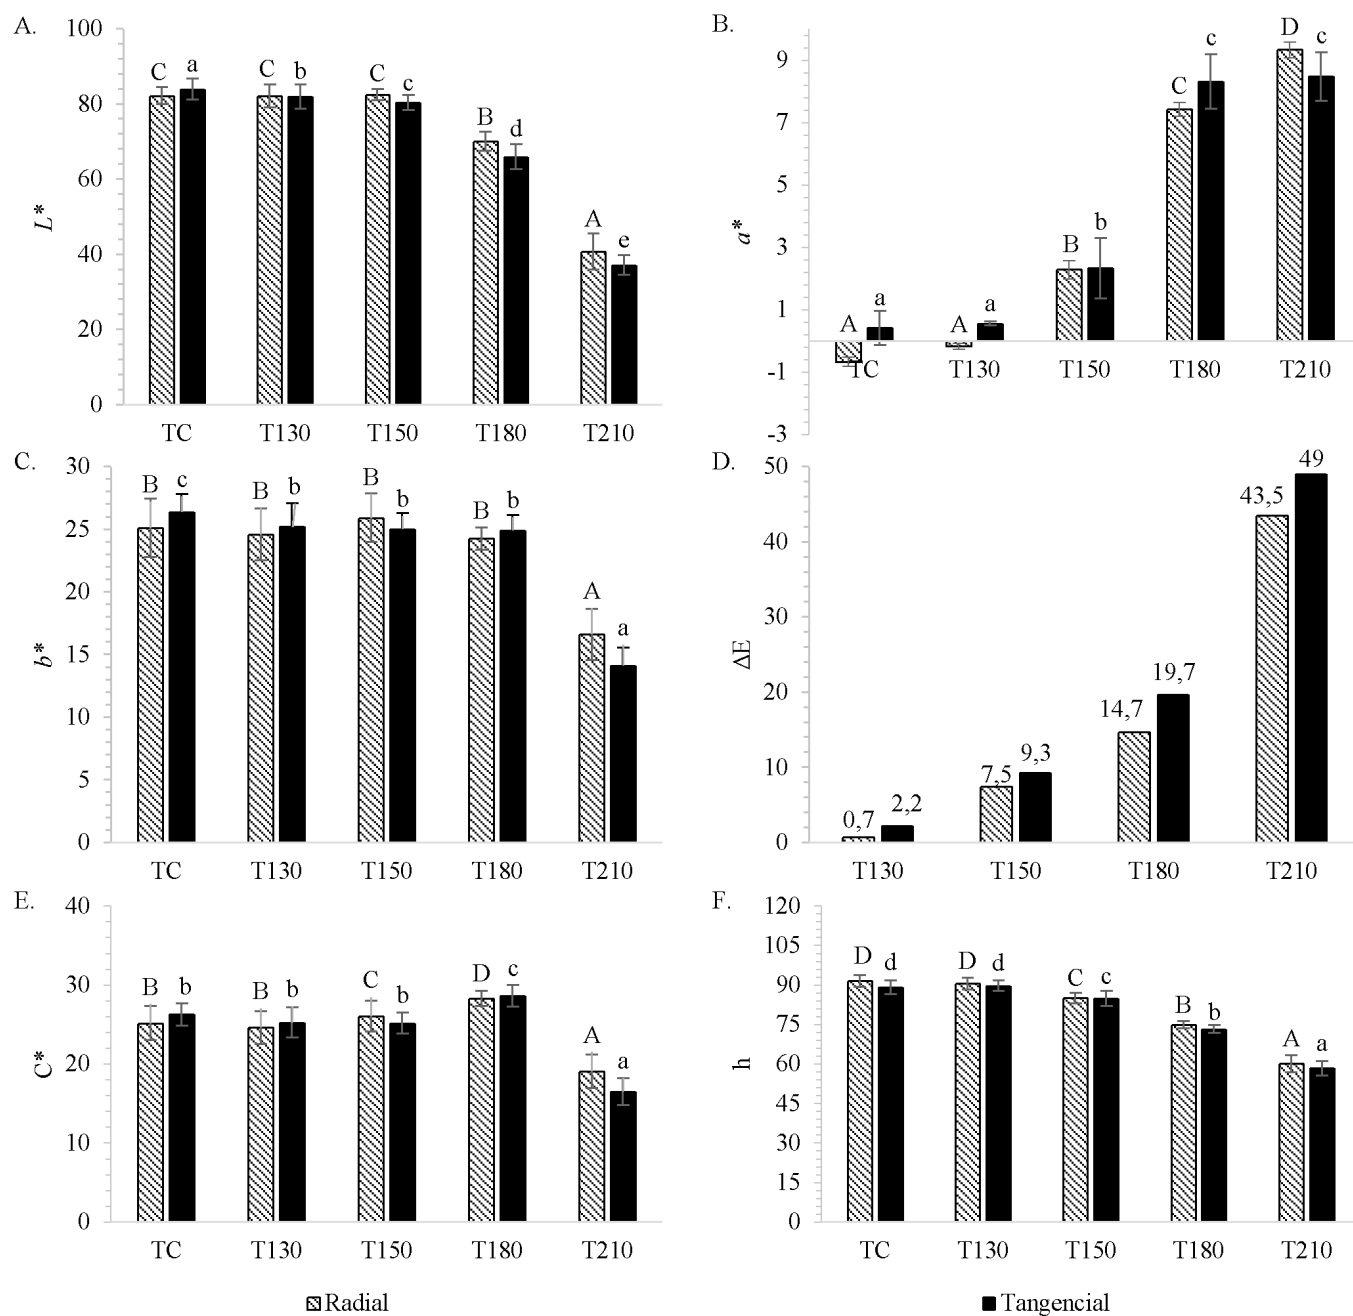 A.
100
80
60
40
20
0
L*
C a C b C c B d A e
TC T130 T150 T180 T210
B.
9
7
5
3
1
-1
-3
a*
A a A a B b C c D c
TC T130 T150 T180 T210
C.
30
25
20
15
10
5
0
b*
B c B b B b B b A a
TC T130 T150 T180 T210
D.
50
40
30
20
10
0
ΔE
0,7 2,2 7,5 9,3 14,7 19,7 43,5 49
T130 T150 T180 T210
E.
40
30
20
10
0
C*
B b B b C b D c A a
TC T130 T150 T180 T210
F.
120
105
90
75
60
45
30
15
0
h
D d D d C c B b A a
TC T130 T150 T180 T210
Radial
Tangencial